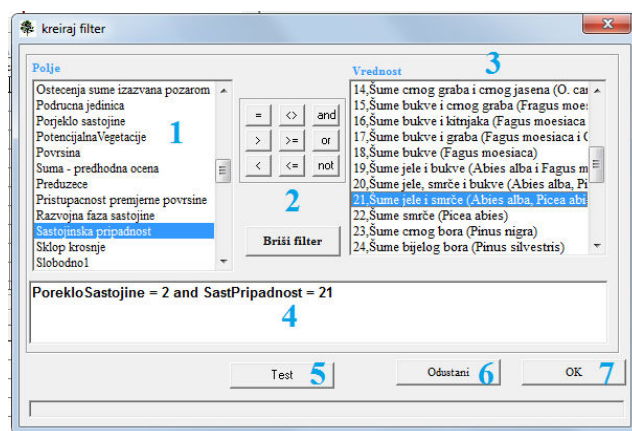 kreiraj filter
Polje
Vrednost
3
Ostecenja sume izazvana pozarom
Podrucna jedinica
Porjeklo sastojine
PotencijalnaVegetacije
Povrsina
Suma - predhodna ocena
Preduzece
Pristupacnost premjerne povrsine
Razvojna faza sastojine
Sastojinska pripadnost
Sklop krosnje
Slobodno1
1
= <> and
> >= or
< <= not
2
Briši filter
14,Šume crnog graba i crnog jasena (O. car
15,Šume bukve i crnog graba (Fragus moes
16,Šume bukve i kitnjaka (Fagus moesiaca
17,Šume bukve i graba (Fagus moesiaca i C
18,Šume bukve (Fagus moesiaca)
19,Šume jele i bukve (Abies alba i Fagus m
20,Šume jele, smrče i bukve (Abies alba, Pi
21,Šume jele i smrče (Abies alba, Picea abi
22,Šume smrče (Picea abies)
23,Šume crnog bora (Pinus nigra)
24,Šume bijelog bora (Pinus silvestris)
PorekloSastojine = 2 and SastPripadnost = 21
4
Test 5
Odustani 6
OK 7